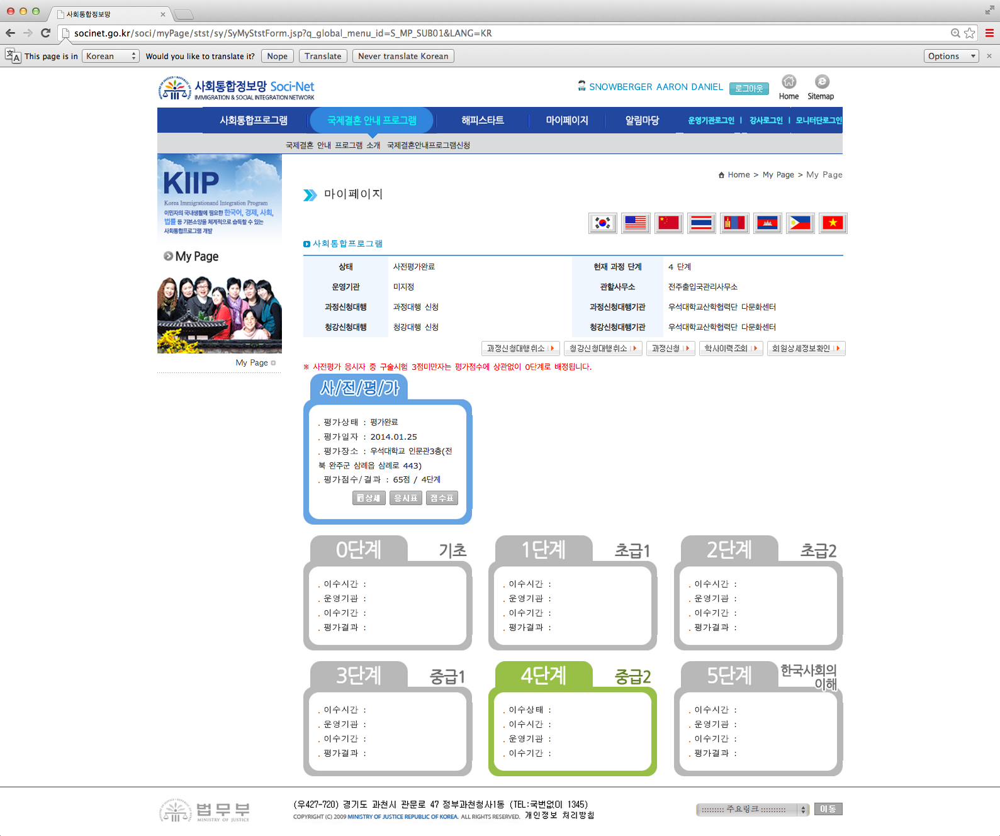 사회통합정보망
socinet.go.kr/soci/myPage/stst/sy/SyMyStstForm.jsp?q_global_menu_id=S_MP_SUB01&LANG=KR
This page is in Korean Would you like to translate it? Nope Translate Never translate Korean Options
사회통합정보망 Soci-Net
IMMIGRATION & SOCIAL INTEGRATION NETWORK
SNOWBERGER AARON DANIEL 로그아웃 Home Sitemap
사회통합프로그램 국제결혼 안내 프로그램 해피스타트 마이페이지 알림마당 운영기관로그인 | 강사로그인 | 모니터단로그인
국제결혼 안내 프로그램 소개 국제결혼안내프로그램신청
KIIP
Korea Immigrationand Integration Program
이민자의 국내생활에 필요한 한국어, 경제, 사회,
법률 등 기본소양을 체계적으로 습득할 수 있는
사회통합프로그램 개발
My Page
My Page
Home > My Page > My Page
마이페이지
사회통합프로그램
상태 사전평가완료 현재 과정 단계 4 단계
운영기관 미지정 관할사무소 전주출입국관리사무소
과정신청대행 과정대행 신청 과정신청대행기관 우석대학교산학협력단 다문화센터
청강신청대행 청강대행 신청 청강신청대행기관 우석대학교산학협력단 다문화센터
과정신청대행취소 청강신청대행취소 과정신청 학사이력조회 회원상세정보확인
※ 사전평가 응시자 중 구술시험 3점미만자는 평가점수에 상관없이 0단계로 배정됩니다.
사/전/평/가
. 평가상태 : 평가완료
. 평가일자 : 2014.01.25
. 평가장소 : 우석대학교 인문관3층(전
북 완주군 삼례읍 삼례로 443)
. 평가점수/결과 : 65점 / 4단계
상세 응시표 점수표
0단계 기초
. 이수시간 :
. 운영기관 :
. 이수기간 :
. 평가결과 :
1단계 초급1
. 이수시간 :
. 운영기관 :
. 이수기간 :
. 평가결과 :
2단계 초급2
. 이수시간 :
. 운영기관 :
. 이수기간 :
. 평가결과 :
3단계 중급1
. 이수시간 :
. 운영기관 :
. 이수기간 :
. 평가결과 :
4단계 중급2
. 이수상태 :
. 이수시간 :
. 운영기관 :
. 이수기간 :
5단계 한국사회의
이해
. 이수시간 :
. 운영기관 :
. 이수기간 :
. 평가결과 :
법무부
MINISTRY OF JUSTICE
(우427-720) 경기도 과천시 관문로 47 정부과천청사1동 (TEL:국번없이 1345)
COPYRIGHT (C) 2009 MINISTRY OF JUSTICE REPUBLIC OF KOREA. ALL RIGHTS RESERVED. 개인정보 처리방침
::::::::: 주요링크 :::::::::: 이동